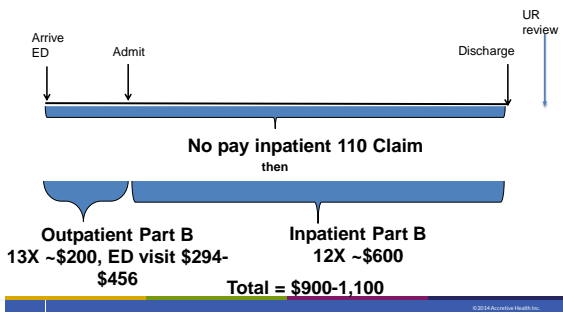 UR
review
Arrive
ED
Admit
Discharge
No pay inpatient 110 Claim
then
Outpatient Part B
13X ~$200, ED visit $294-
$456
Inpatient Part B
12X ~$600
Total = $900-1,100
©2014 Accretive Health Inc.